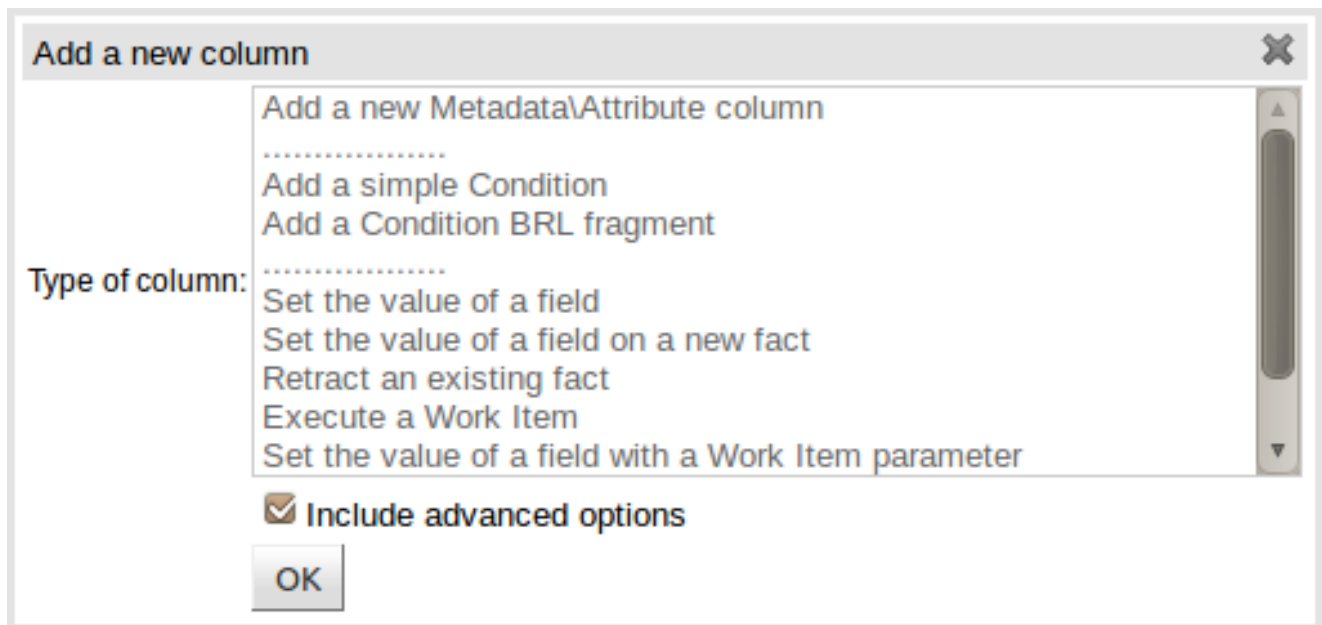 Add a new column
Type of column:
Add a new Metadata\Attribute column
..................
Add a simple Condition
Add a Condition BRL fragment
..................
Set the value of a field
Set the value of a field on a new fact
Retract an existing fact
Execute a Work Item
Set the value of a field with a Work Item parameter
Include advanced options
OK